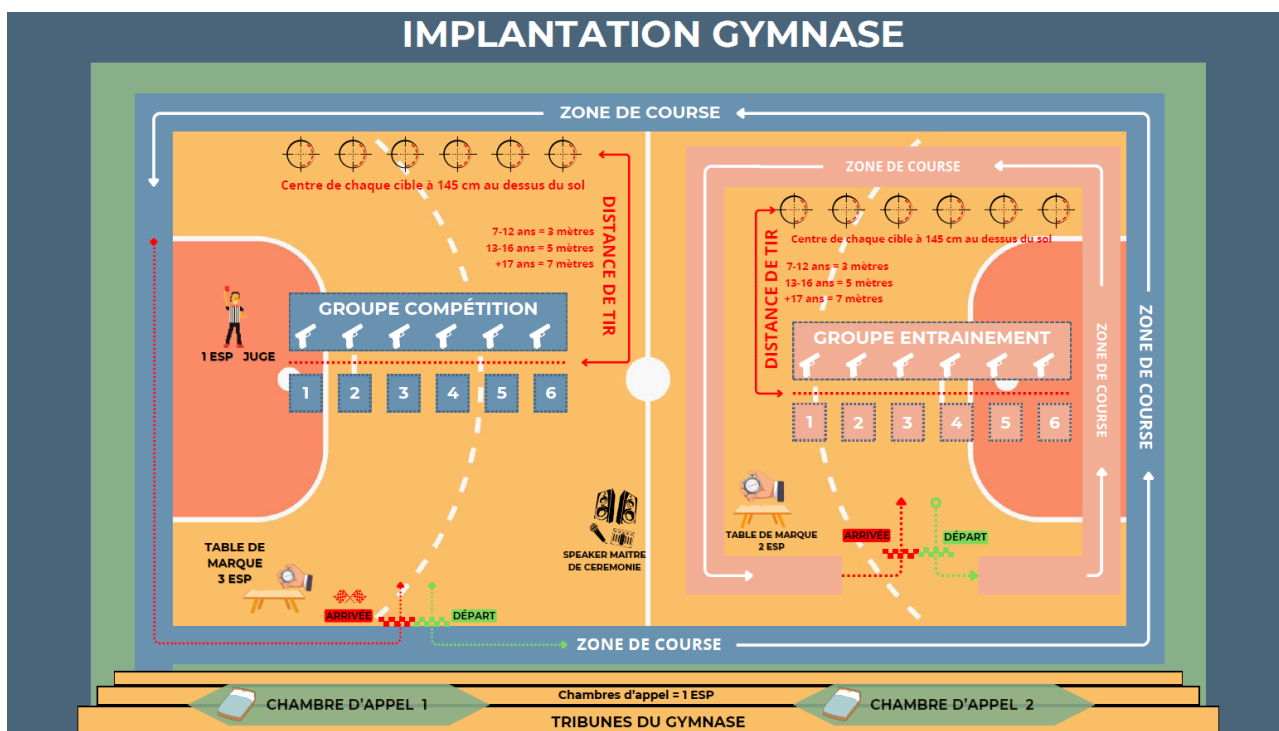 IMPLANTATION GYMNASE
ZONE DE COURSE
Centre de chaque cible à 145 cm au dessus du sol
7-12 ans = 3 mètres
13-16 ans = 5 mètres
+17 ans = 7 mètres
DISTANCE DE TIR
GROUPE COMPÉTITION
1 ESP JUGE
1 2 3 4 5 6
TABLE DE
MARQUE
3 ESP
ARRIVÉE
DÉPART
SPEAKER MAITRE
DE CEREMONIE
ZONE DE COURSE
Centre de chaque cible à 145 cm au dessus du sol
7-12 ans = 3 mètres
13-16 ans = 5 mètres
+17 ans = 7 mètres
DISTANCE DE TIR
GROUPE ENTRAINEMENT
1 2 3 4 5 6
ZONE DE COURSE
ZONE DE COURSE
TABLE DE MARQUE
2 ESP
ARRIVÉE
DÉPART
ZONE DE COURSE
CHAMBRE D'APPEL 1
Chambres d'appel = 1 ESP
CHAMBRE D'APPEL 2
TRIBUNES DU GYMNASE